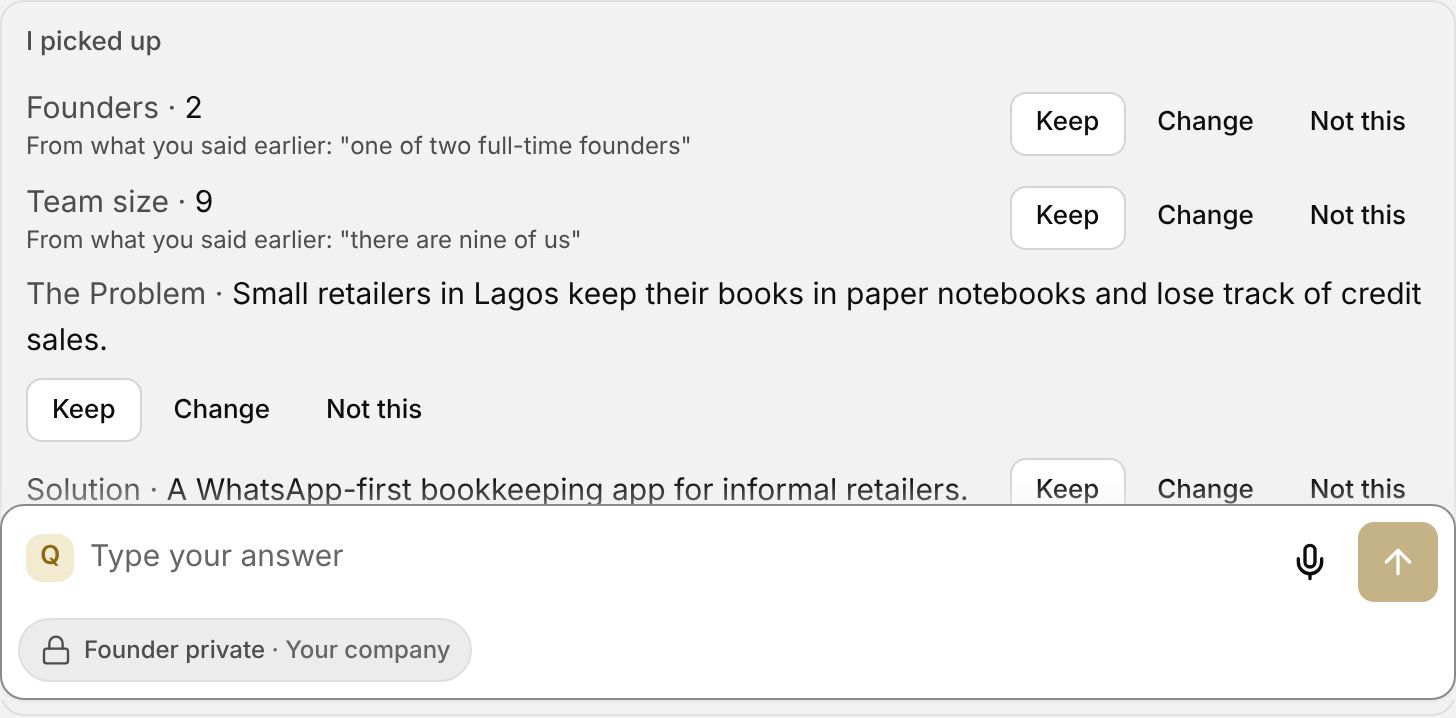 I picked up
Founders · 2
Keep Change Not this
From what you said earlier: "one of two full-time founders"
Team size · 9
Keep Change Not this
From what you said earlier: "there are nine of us"
The Problem · Small retailers in Lagos keep their books in paper notebooks and lose track of credit
sales.
Keep Change Not this
Solution · A WhatsApp-first bookkeeping app for informal retailers. Keep Change Not this
Q Type your answer
Founder private · Your company